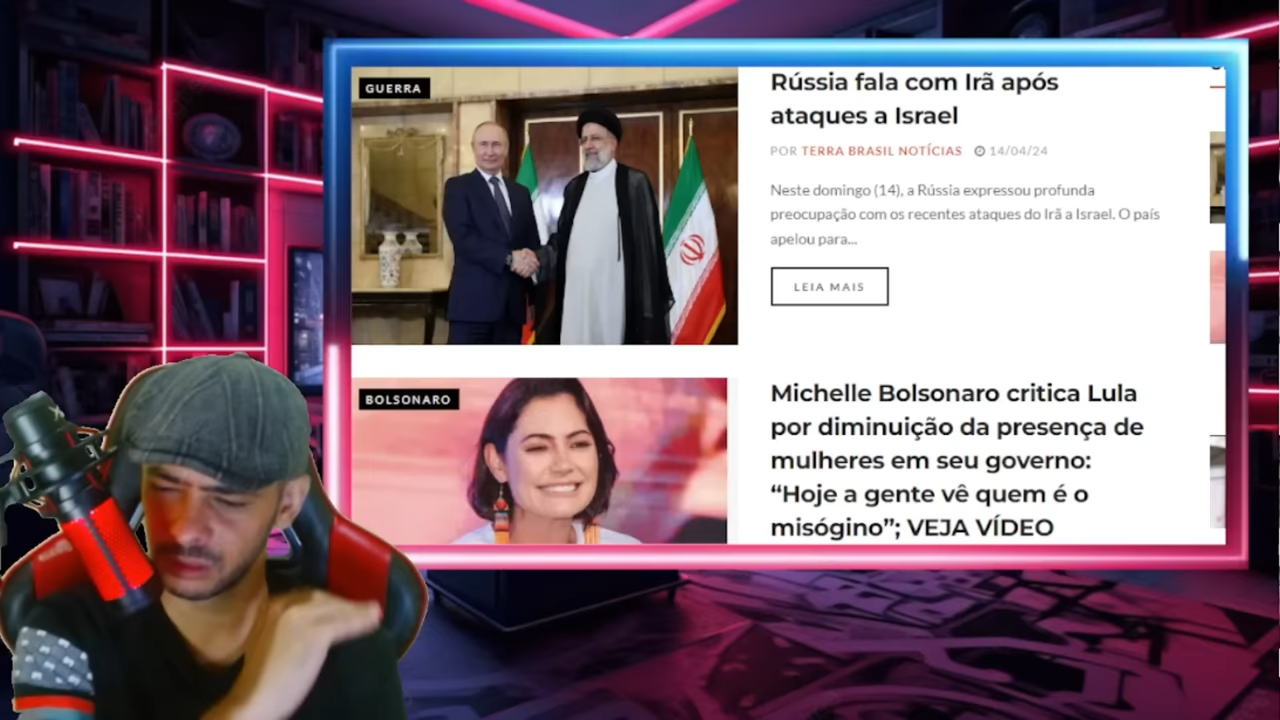 GUERRA
Rússia fala com Irã após
ataques a Israel
POR TERRA BRASIL NOTÍCIAS 14/04/24
Neste domingo (14), a Rússia expressou profunda
preocupação com os recentes ataques do Irã a Israel. O país
apelou para...
LEIA MAIS
BOLSONARO
Michelle Bolsonaro critica Lula
por diminuição da presença de
mulheres em seu governo:
“Hoje a gente vê quem é o
misógino”; VEJA VÍDEO